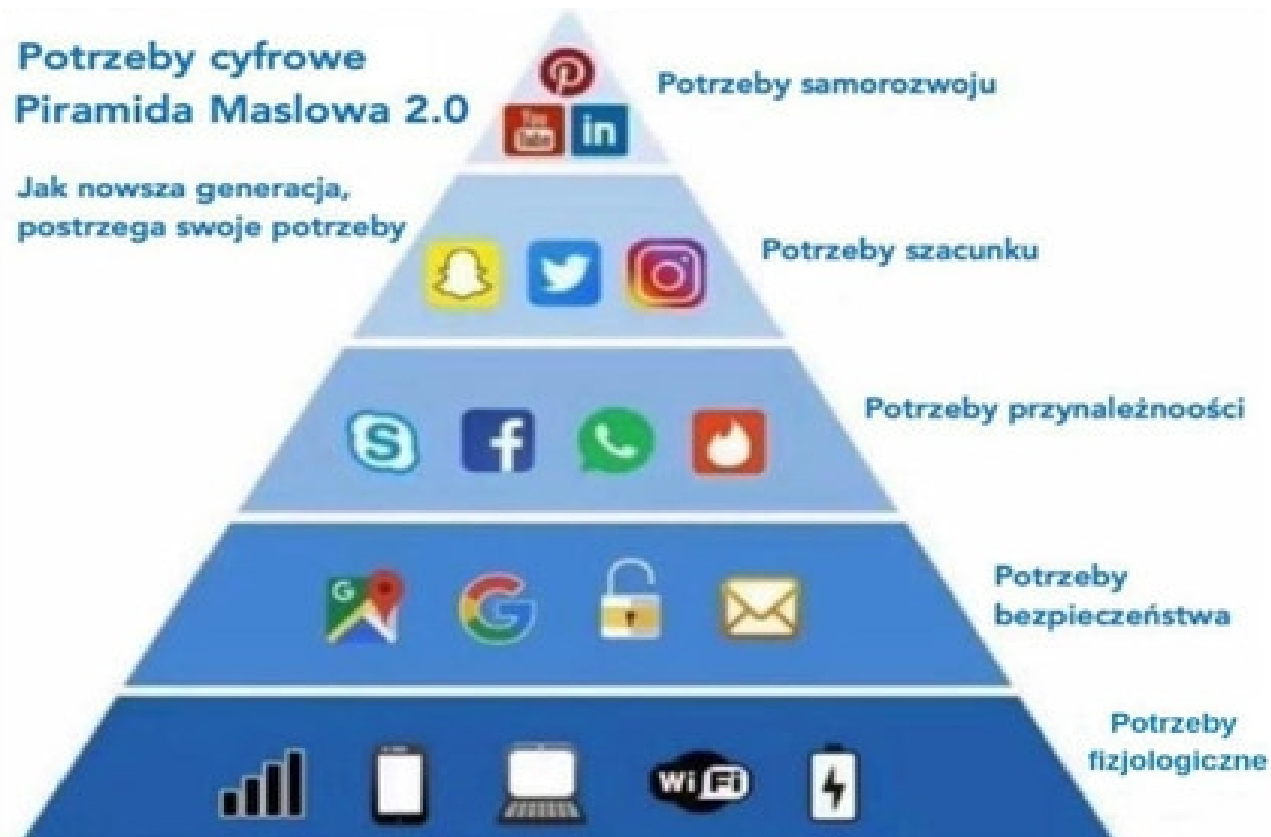 Potrzeby cyfrowe
Piramida Maslowa 2.0
Jak nowsza generacja,
postrzega swoje potrzeby
Potrzeby samorozwoju
You
Tube
in
Potrzeby szacunku
S
f
Potrzeby przynależnoości
G
G
Potrzeby
bezpieczeństwa
Wi Fi
Potrzeby
fizjologiczne